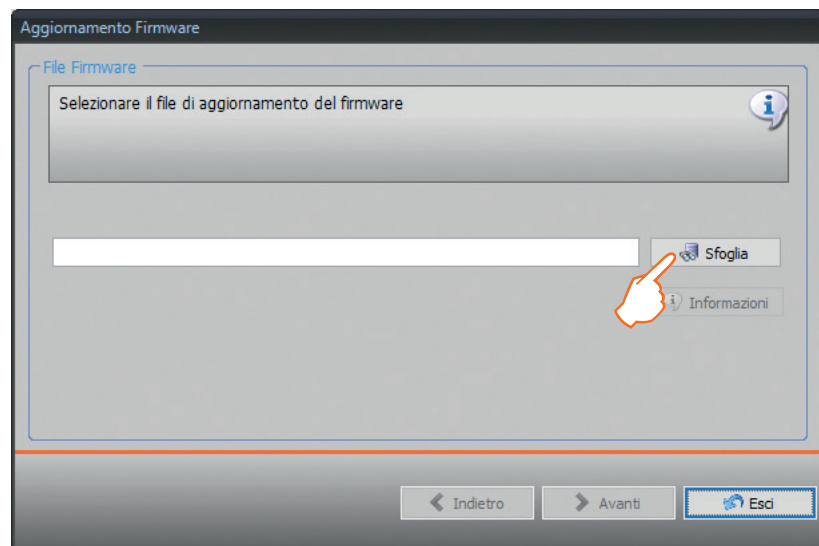 Aggiornamento Firmware
File Firmware
Selezionare il file di aggiornamento del firmware
Sfoglia
Informazioni
Indietro
Avanti
Esci